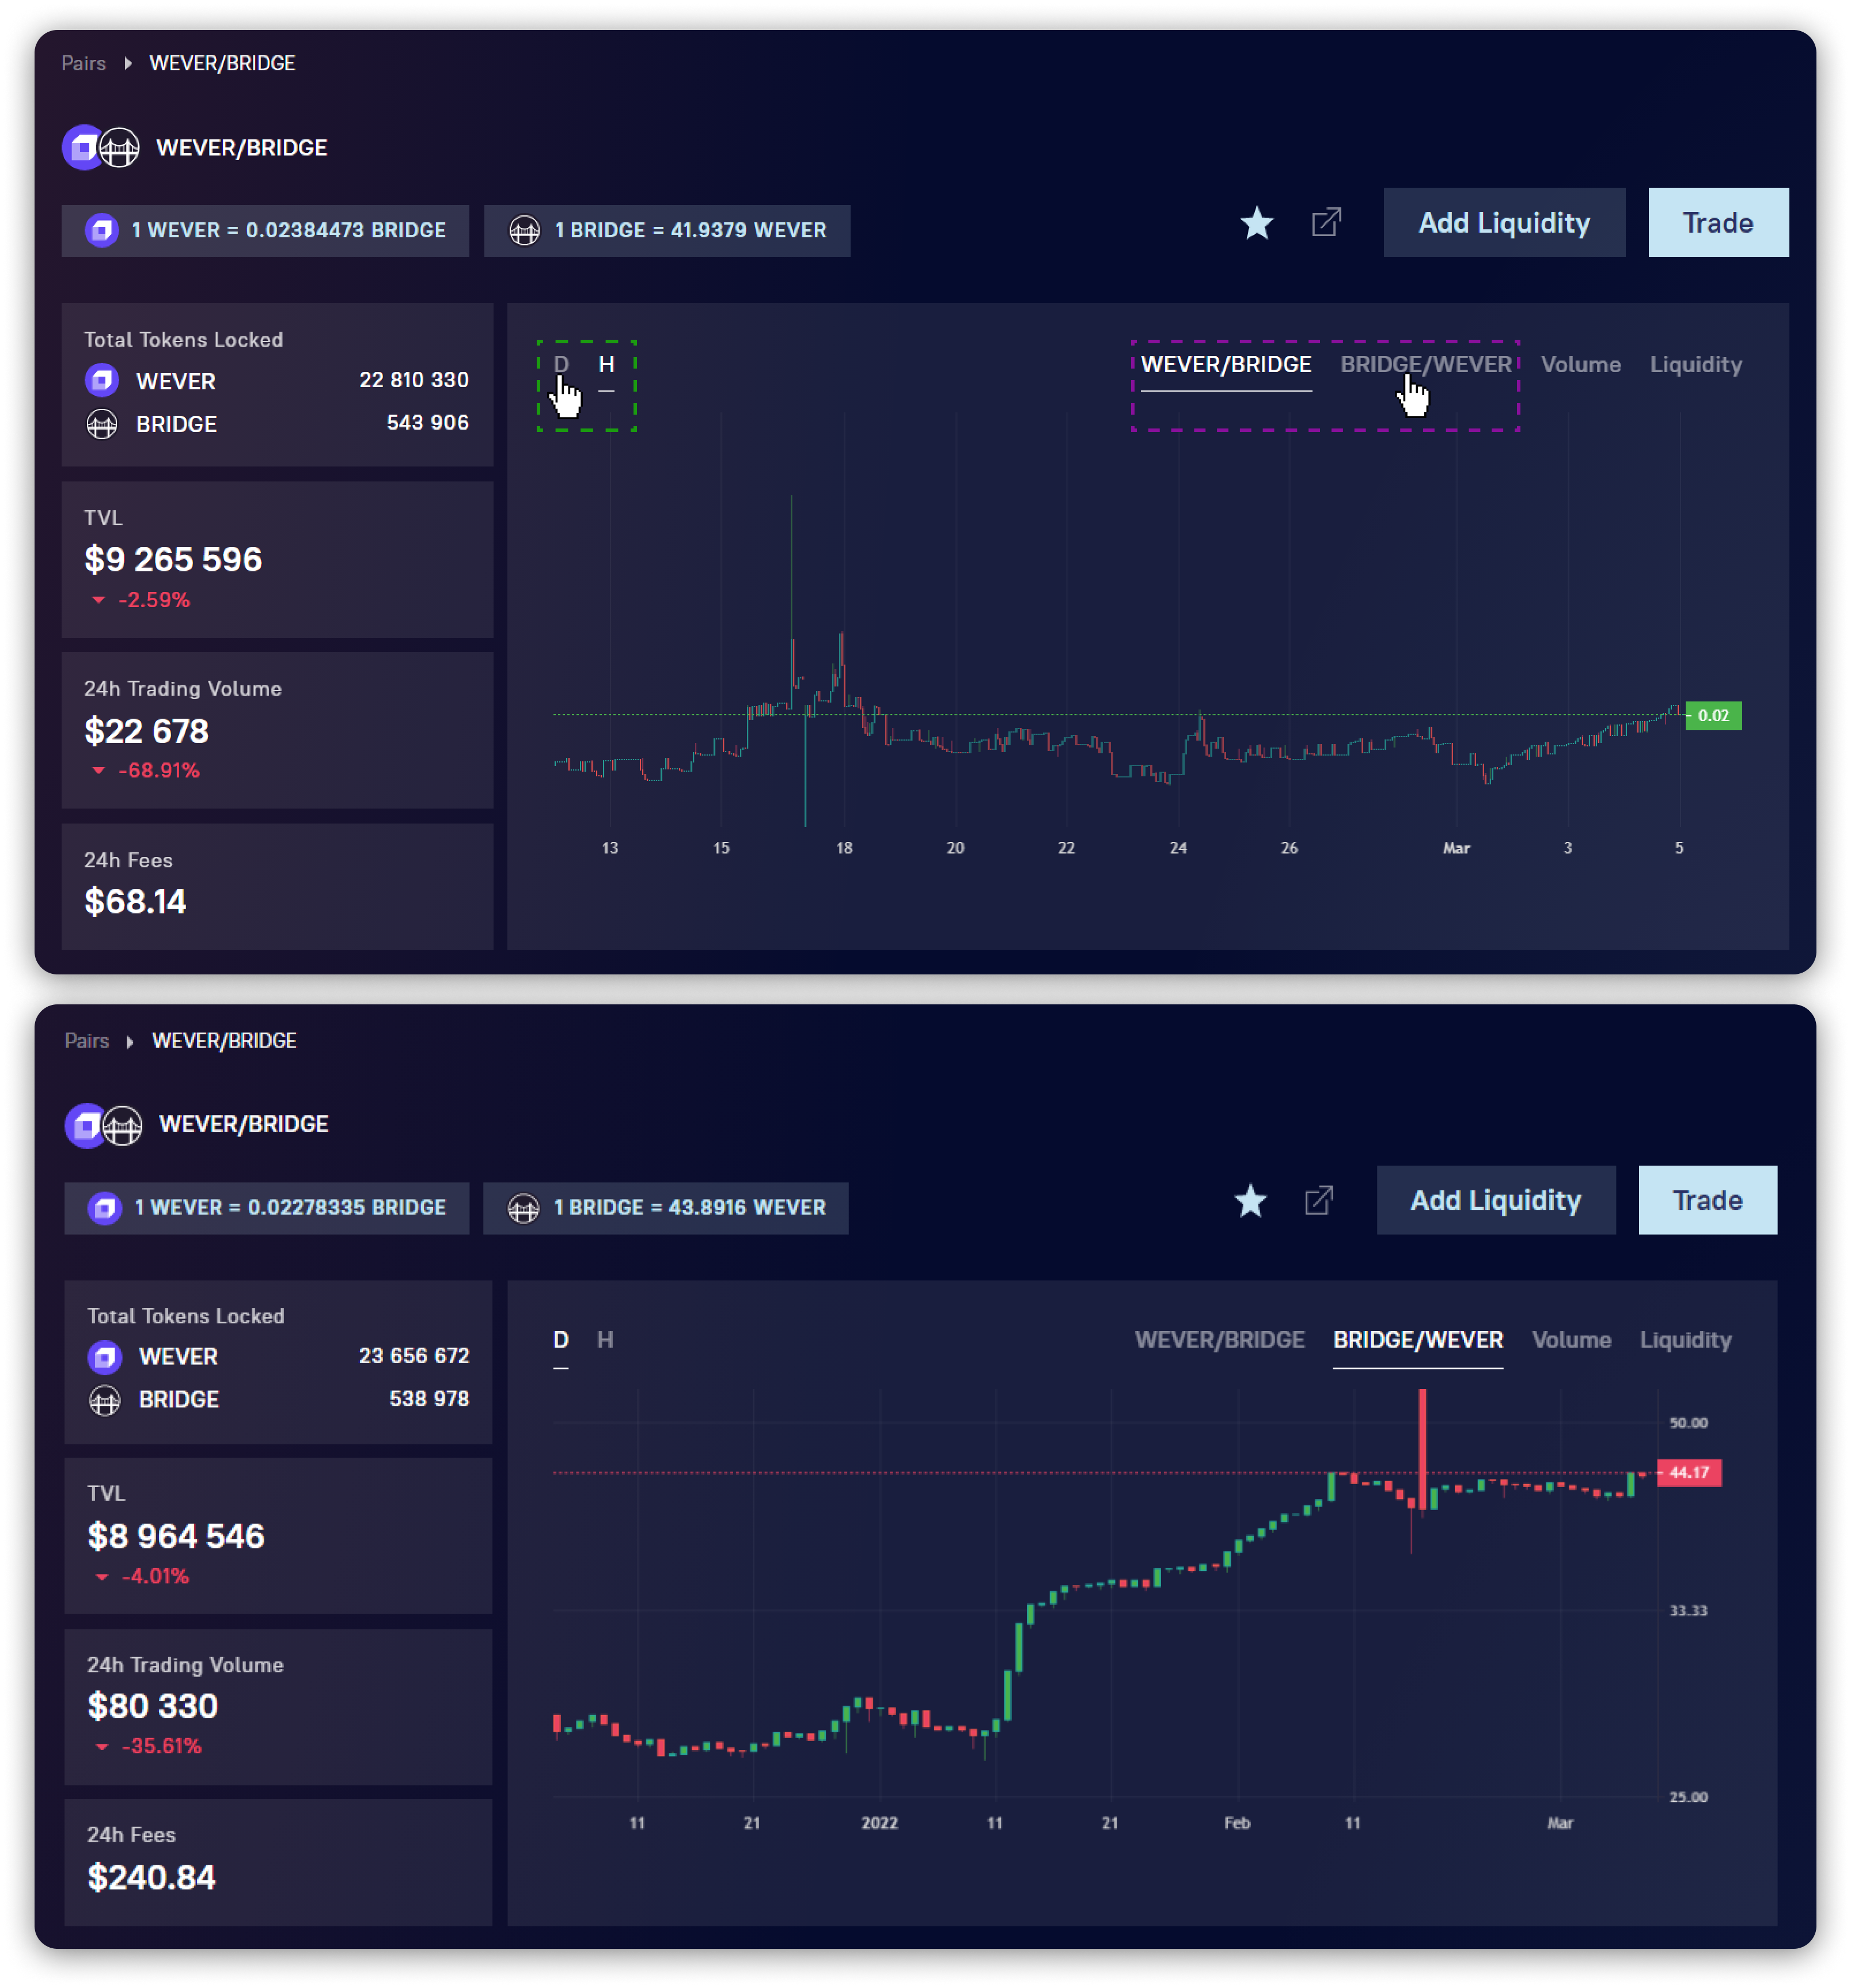 Pairs WEVER/BRIDGE
WEVER/BRIDGE
1 WEVER = 0.02384473 BRIDGE 1 BRIDGE = 41.9379 WEVER Add Liquidity Trade
Total Tokens Locked
WEVER 22 810 330
BRIDGE 543 906
TVL
$9 265 596
-2.59%
24h Trading Volume
$22 678
-68.91%
24h Fees
$68.14
D H WEVER/BRIDGE BRIDGE/WEVER Volume Liquidity
0.02
13 15 18 20 22 24 26 Mar 3 5
Pairs WEVER/BRIDGE
WEVER/BRIDGE
1 WEVER = 0.02278335 BRIDGE 1 BRIDGE = 43.8916 WEVER Add Liquidity Trade
Total Tokens Locked
WEVER 23 656 672
BRIDGE 538 978
TVL
$8 964 546
-4.01%
24h Trading Volume
$80 330
-35.61%
24h Fees
$240.84
D H WEVER/BRIDGE BRIDGE/WEVER Volume Liquidity
50.00
44.17
33.33
25.00
11 21 2022 11 21 Feb 11 Mar